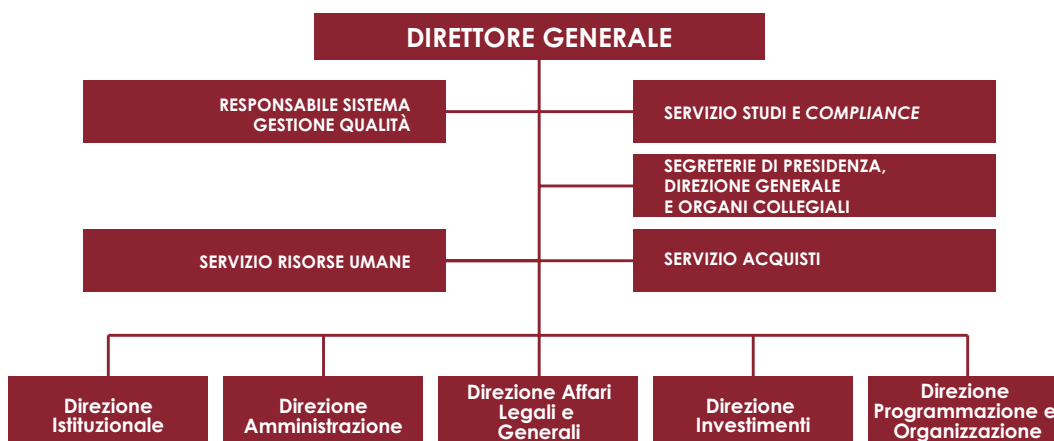 DIRETTORE GENERALE
RESPONSABILE SISTEMA
GESTIONE QUALITÀ
SERVIZIO STUDI E COMPLIANCE
SEGRETERIE DI PRESIDENZA,
DIREZIONE GENERALE
E ORGANI COLLEGIALI
SERVIZIO RISORSE UMANE
SERVIZIO ACQUISTI
Direzione
Istituzionale
Direzione
Amministrazione
Direzione Affari
Legali e
Generali
Direzione
Investimenti
Direzione
Programmazione e
Organizzazione